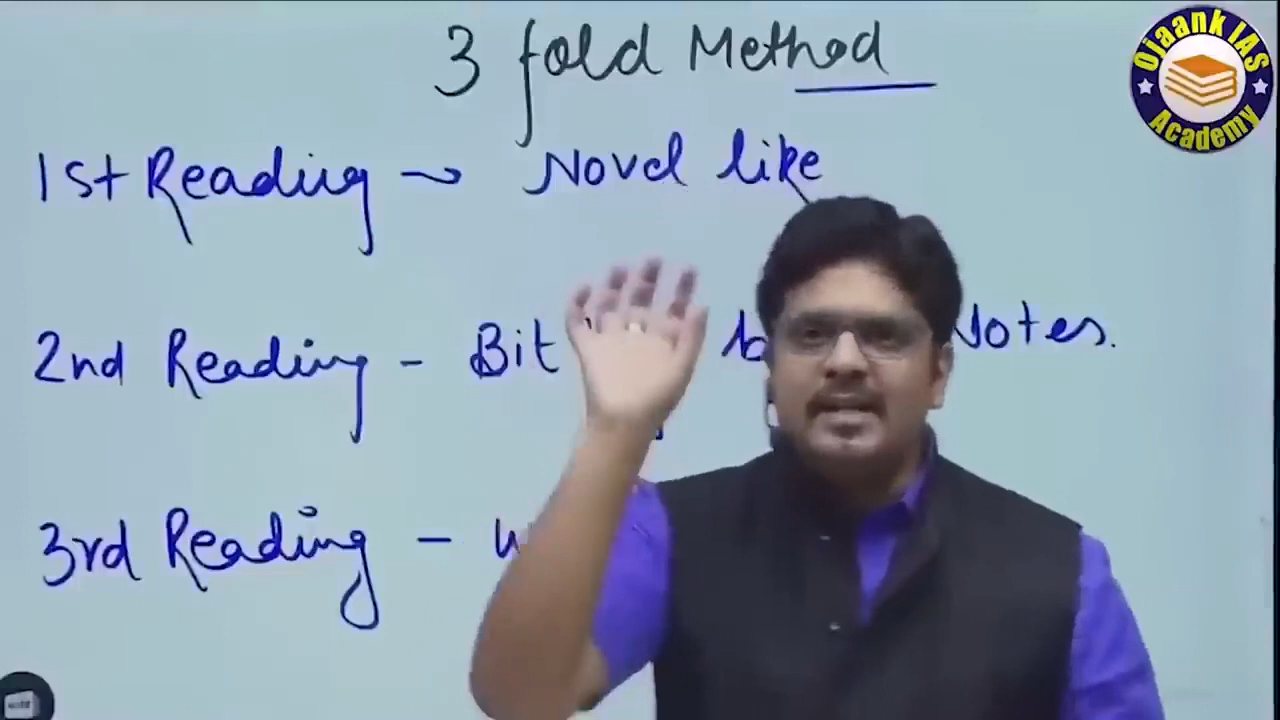 3 fold Method
Ojaank IAS
Academy
1st Reading → Novel like
2nd Reading - Bit Notes.
3rd Reading -